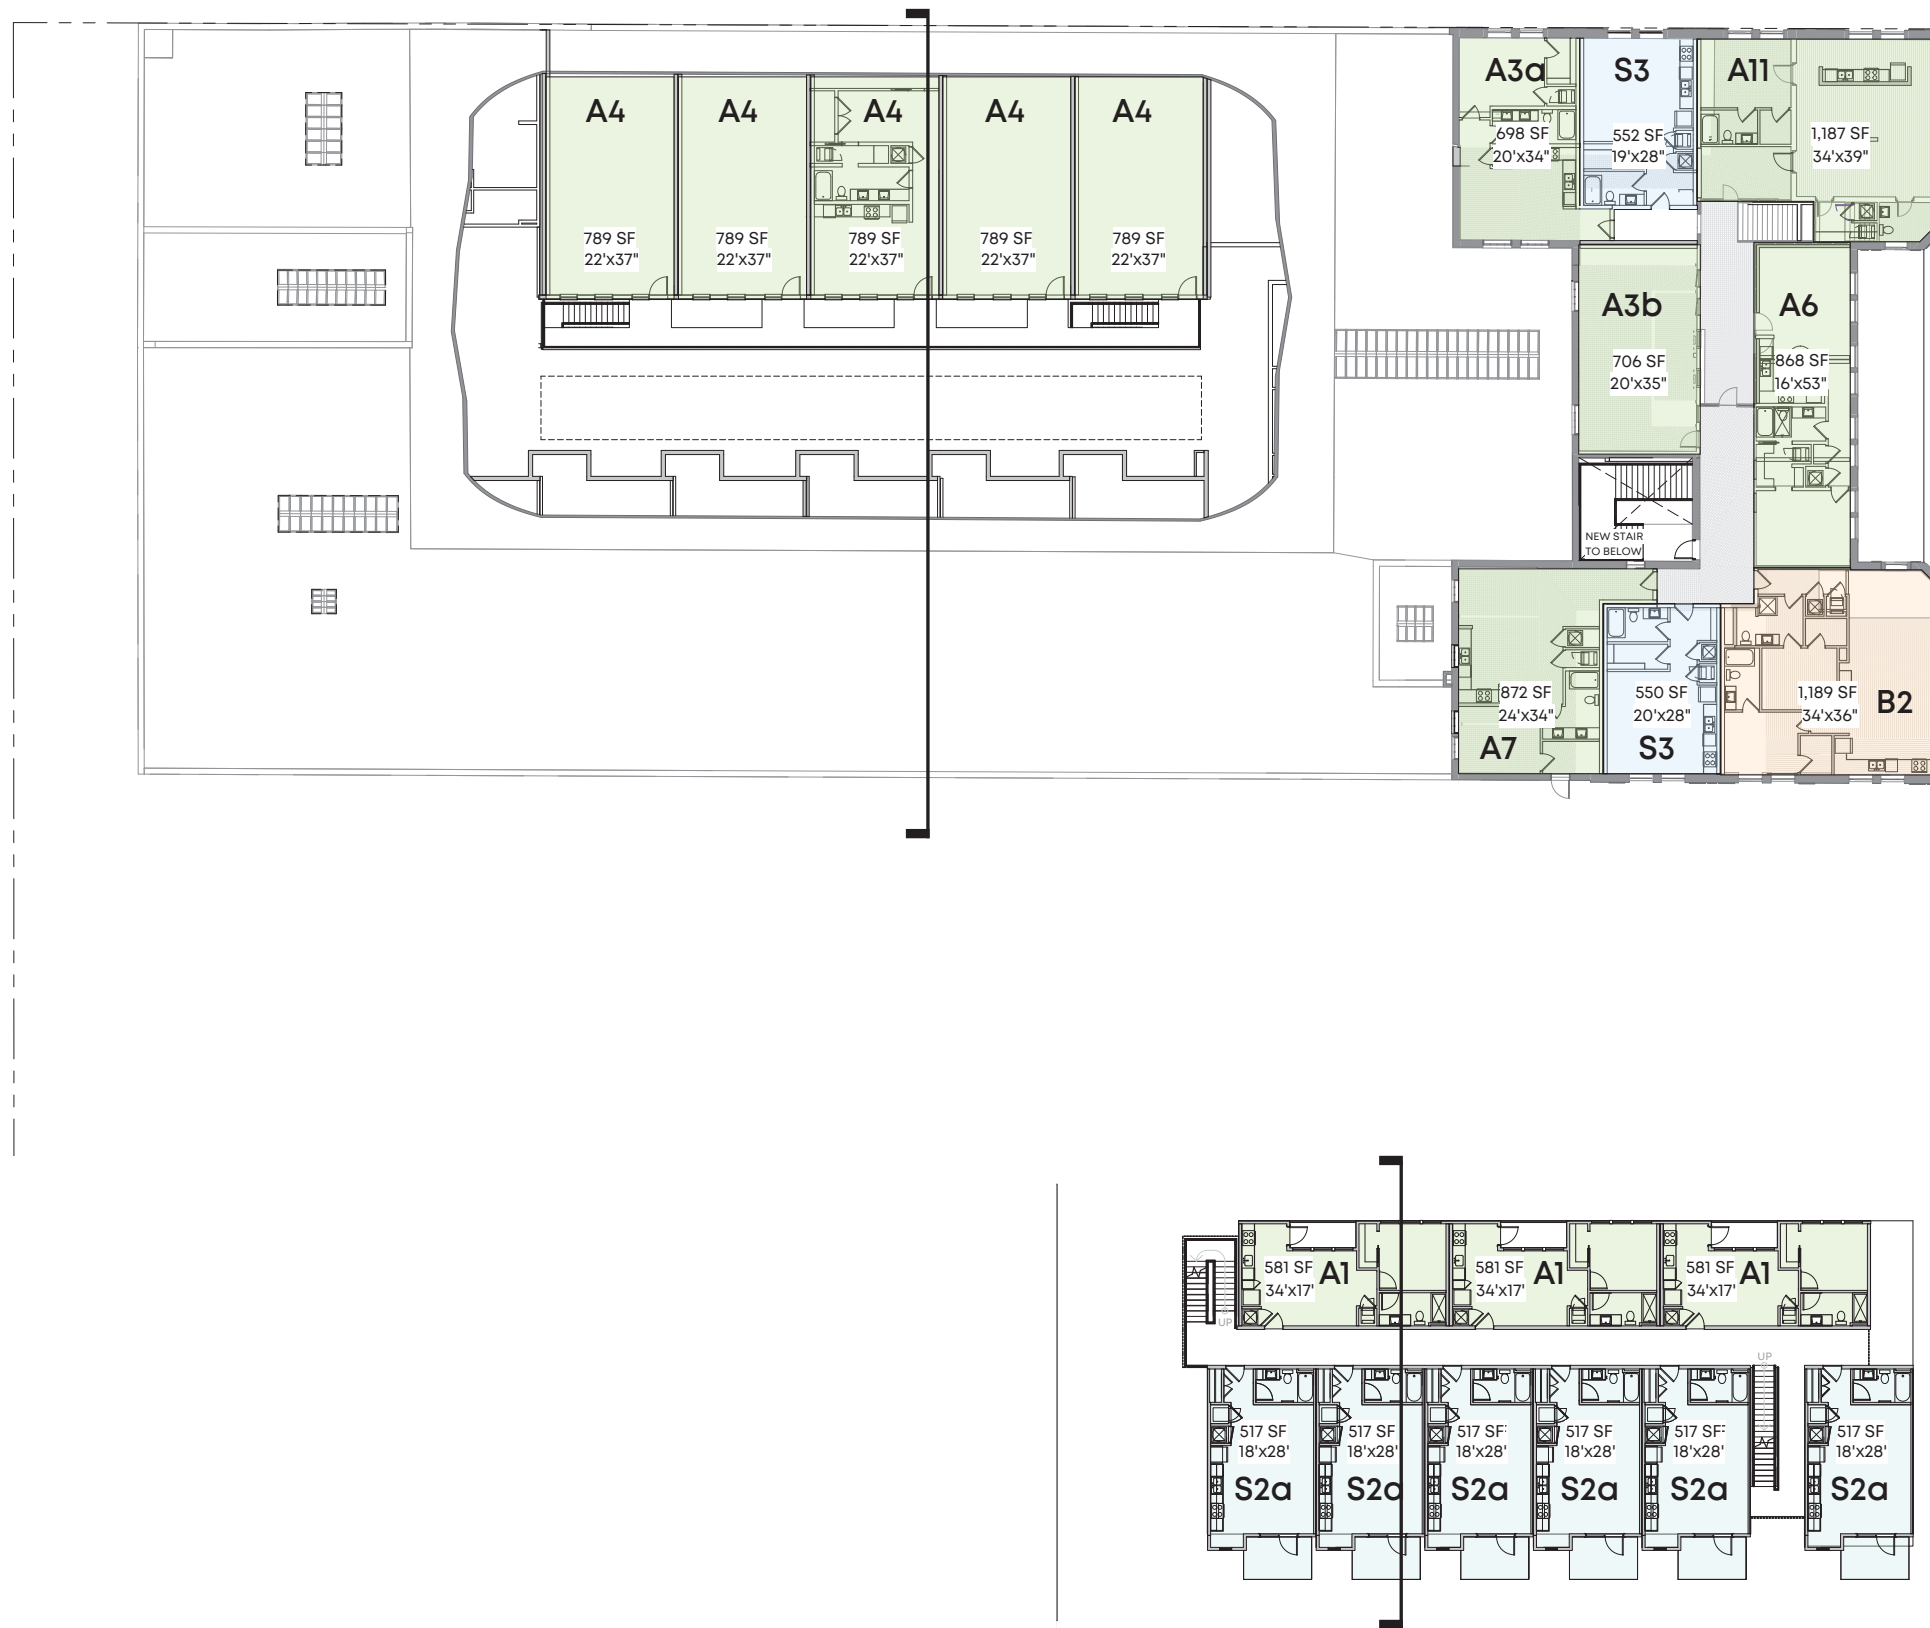 A4
A4
A4
A4
A4
789 SF
22'x37"
789 SF
22'x37"
789 SF
22'x37"
789 SF
22'x37"
789 SF
22'x37"
A3a
698 SF
20'x34"
S3
552 SF
19'x28"
A11
1,187 SF
34'x39"
A3b
706 SF
20'x35"
A6
868 SF
16'x53"
NEW STAIR
TO BELOW
872 SF
24'x34"
A7
550 SF
20'x28"
S3
1,189 SF
34'x36"
B2
581 SF
34'x17'
A1
581 SF
34'x17'
A1
581 SF
34'x17'
A1
UP
UP
517 SF
18'x28'
S2a
517 SF
18'x28'
S2a
517 SF
18'x28'
S2a
517 SF
18'x28'
S2a
517 SF
18'x28'
S2a
517 SF
18'x28'
S2a